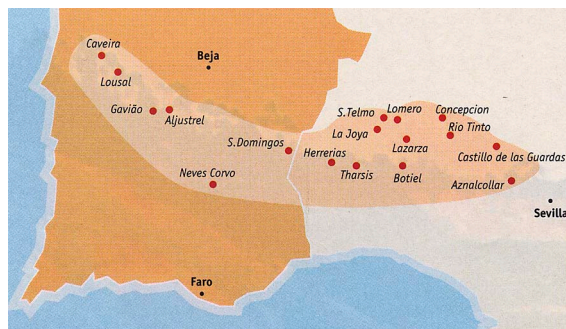 Caveira
Beja
Lousal
Gavião
Aljustrel
S.Telmo
Lomero
Concepcion
La Joya
Rio Tinto
S.Domingos
Lazarza
Herrerias
Castillo de las Guardas
Neves Corvo
Tharsis
Botiel
Aznalcollar
Sevilla
Faro